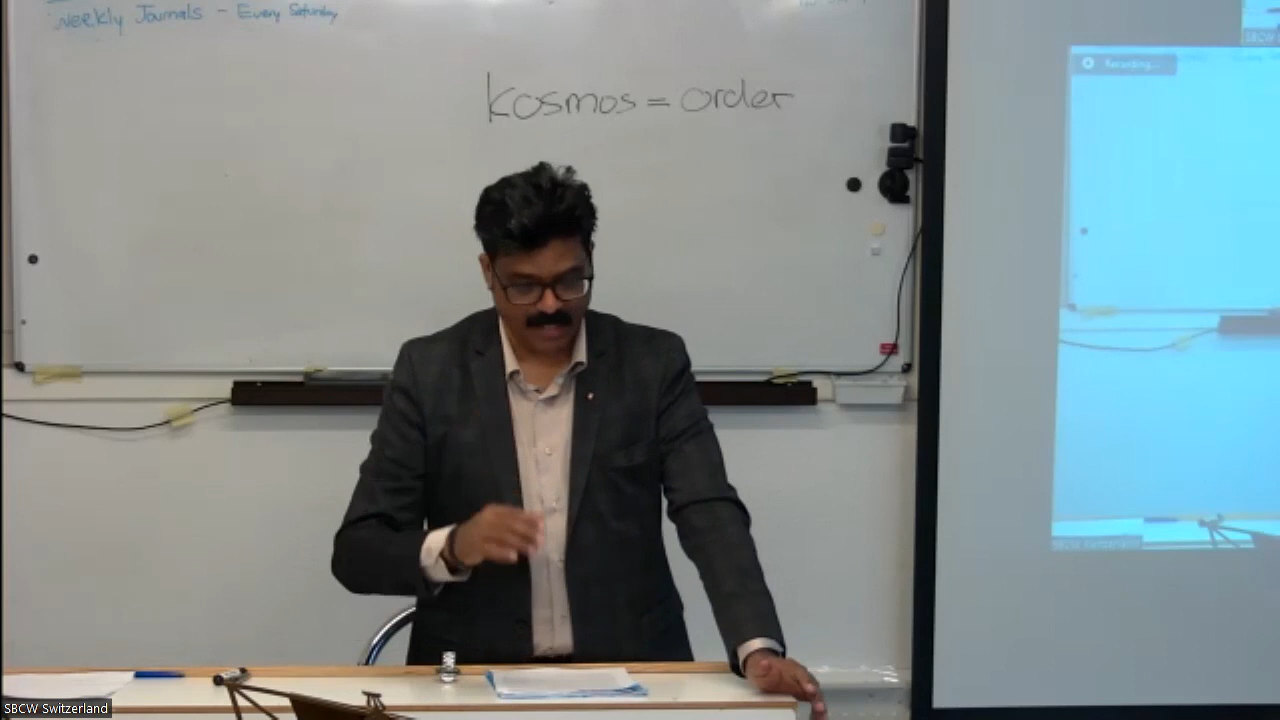 Weekly Journals - Every Saturday
kosmos = order
Recording...
SBCW Switzerland